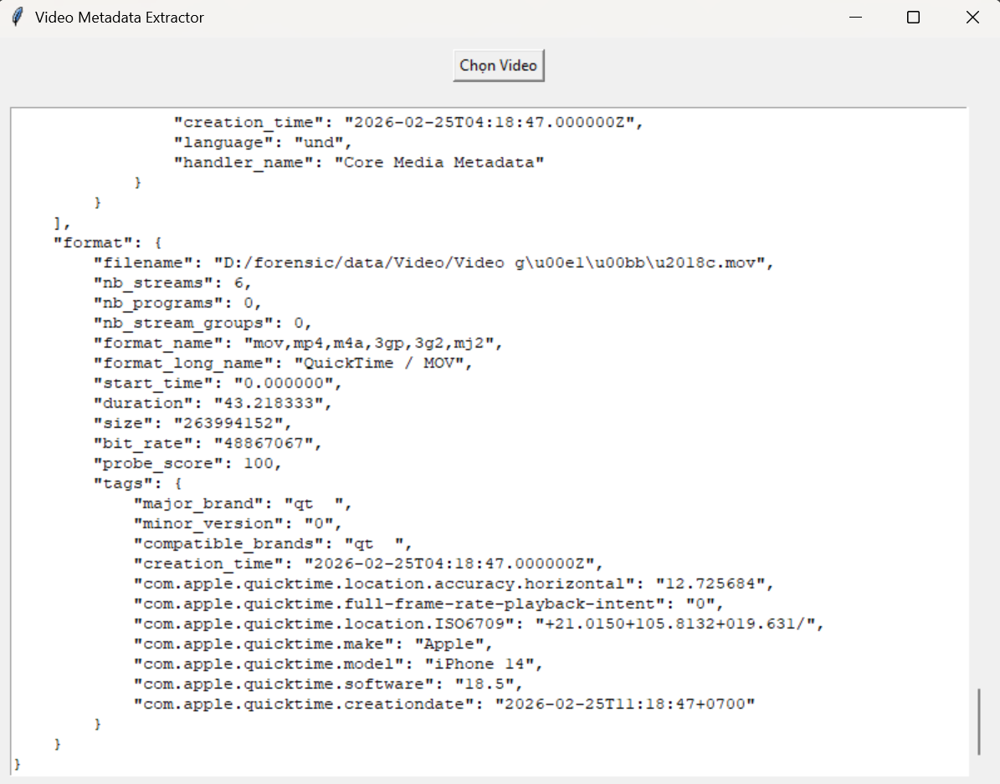 Video Metadata Extractor
Chọn Video
"creation_time": "2026-02-25T04:18:47.000000Z",
"language": "und",
"handler_name": "Core Media Metadata"
}
}
],
"format": {
"filename": "D:/forensic/data/Video/Video g\u00e1\u00bb\u2018c.mov",
"nb_streams": 6,
"nb_programs": 0,
"nb_stream_groups": 0,
"format_name": "mov,mp4,m4a,3gp,3g2,mj2",
"format_long_name": "QuickTime / MOV",
"start_time": "0.000000",
"duration": "43.218333",
"size": "263994152",
"bit_rate": "48867067",
"probe_score": 100,
"tags": {
"major_brand": "qt  ",
"minor_version": "0",
"compatible_brands": "qt  ",
"creation_time": "2026-02-25T04:18:47.000000Z",
"com.apple.quicktime.location.accuracy.horizontal": "12.725684",
"com.apple.quicktime.full-frame-rate-playback-intent": "0",
"com.apple.quicktime.location.ISO6709": "+21.0150+105.8132+019.631/",
"com.apple.quicktime.make": "Apple",
"com.apple.quicktime.model": "iPhone 14",
"com.apple.quicktime.software": "18.5",
"com.apple.quicktime.creationdate": "2026-02-25T11:18:47+0700"
}
}
}